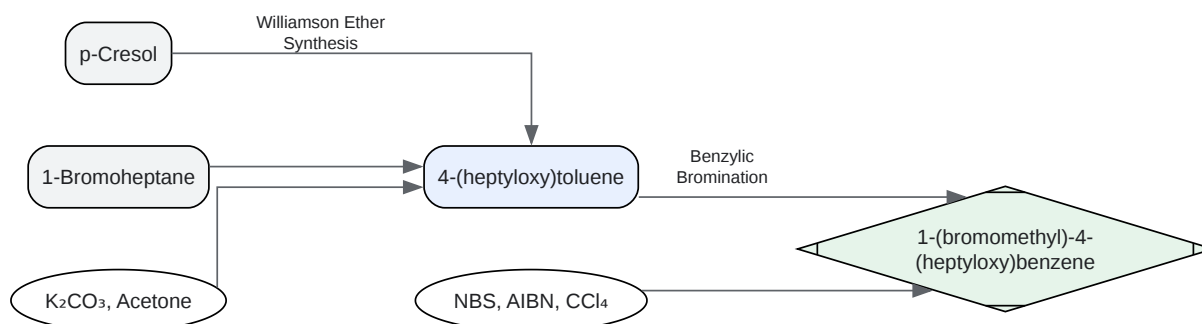 Williamson Ether
Synthesis
p-Cresol
1-Bromoheptane
4-(heptyloxy)toluene
Benzylic
Bromination
1-(bromomethyl)-4-
(heptyloxy)benzene
K₂CO₃, Acetone
NBS, AIBN, CCl₄